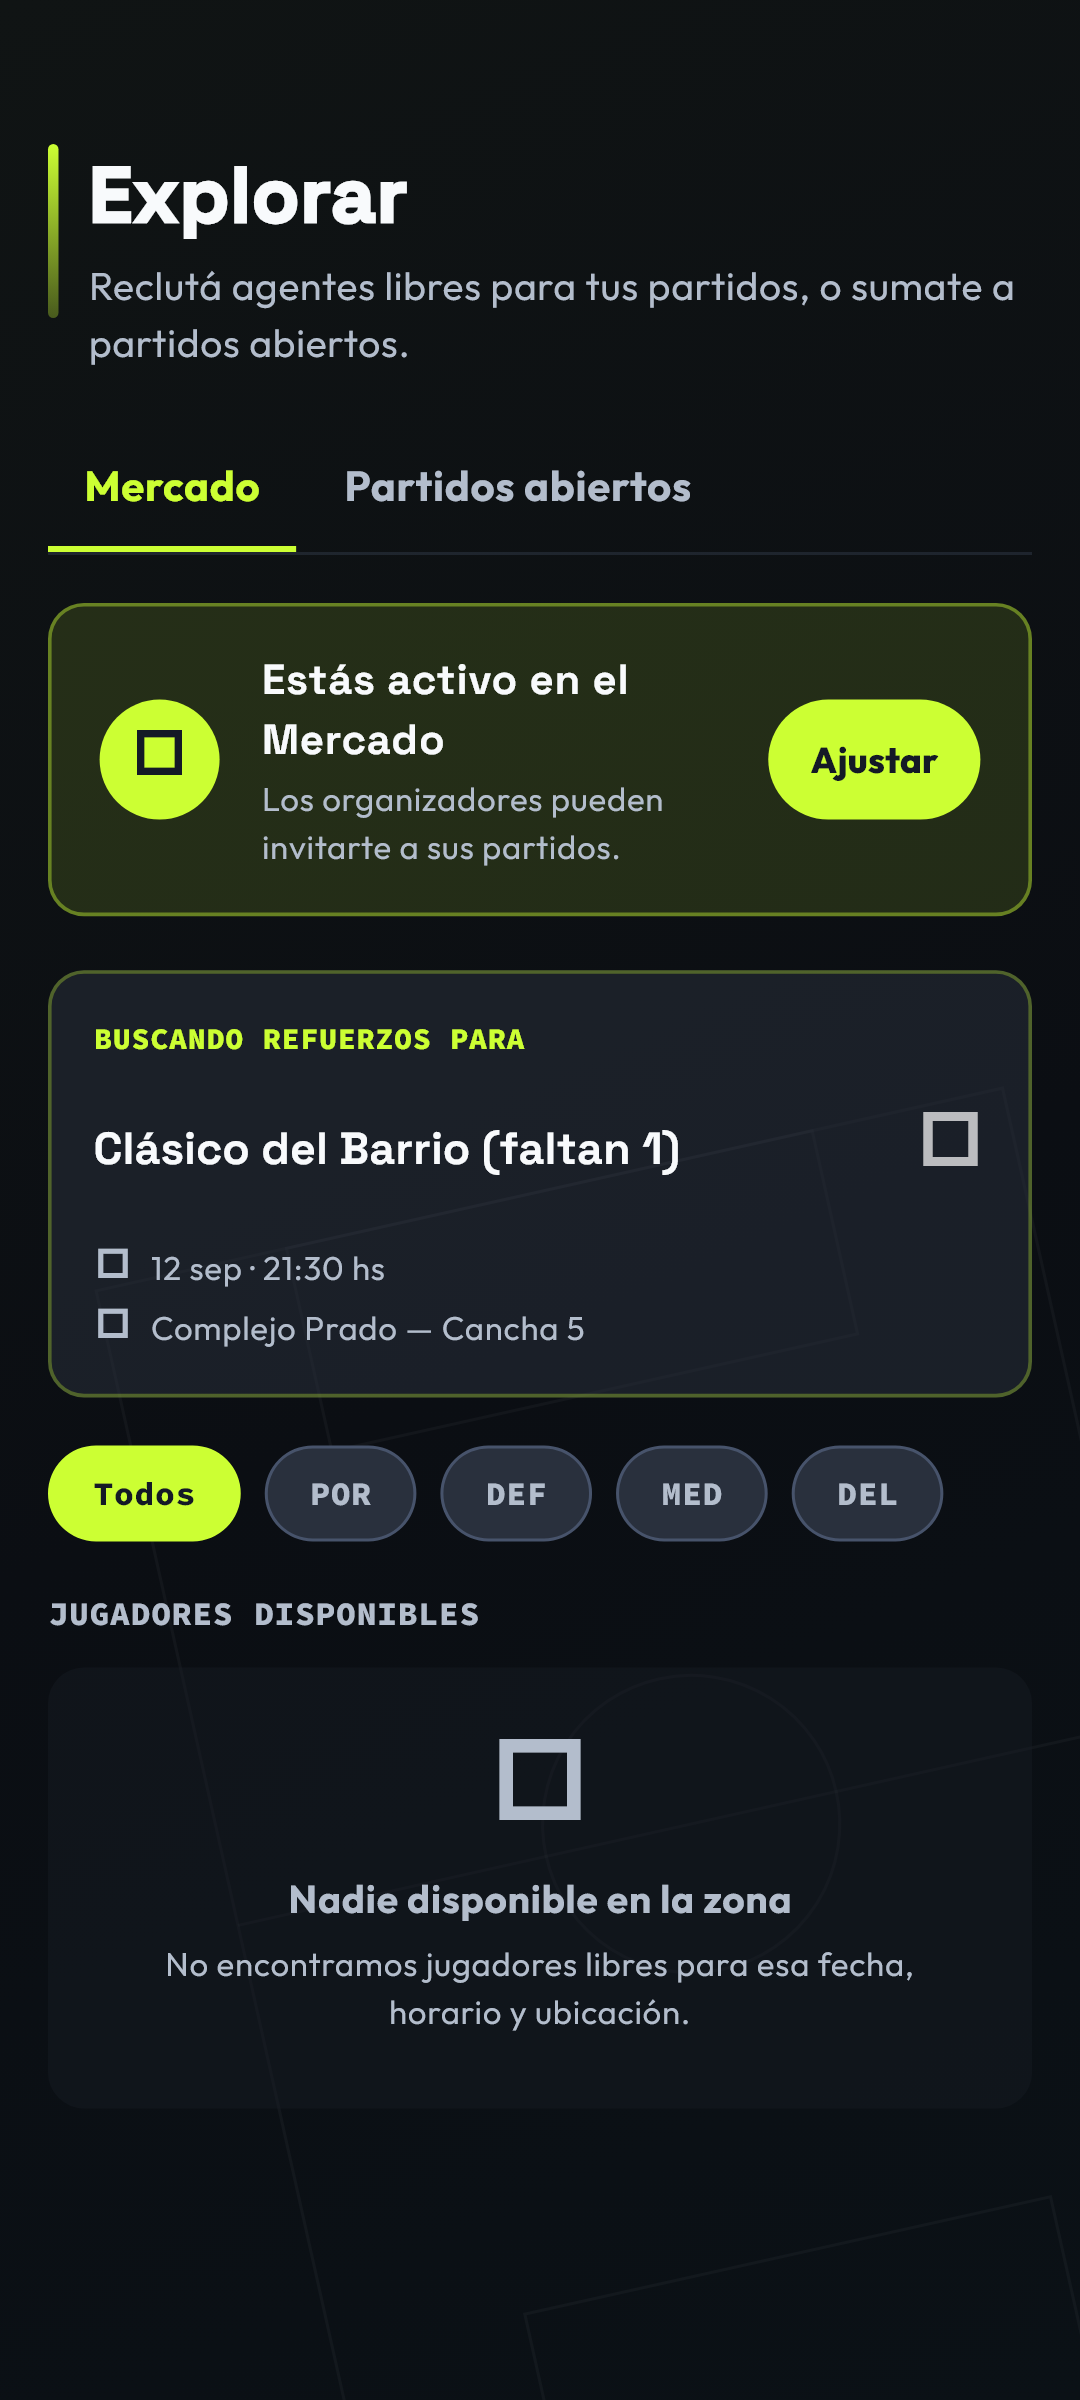 Explorar
Reclutá agentes libres para tus partidos, o sumate a
partidos abiertos.
Mercado
Partidos abiertos
Estás activo en el
Mercado
Los organizadores pueden
invitarte a sus partidos.
Ajustar
BUSCANDO REFUERZOS PARA
Clásico del Barrio (faltan 1)
12 sep · 21:30 hs
Complejo Prado — Cancha 5
Todos
POR
DEF
MED
DEL
JUGADORES DISPONIBLES
Nadie disponible en la zona
No encontramos jugadores libres para esa fecha,
horario y ubicación.